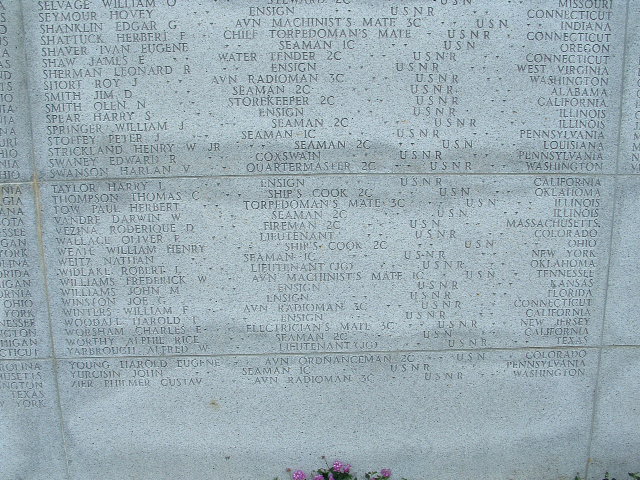 SELVAGE WILLIAM O STEWARD 2C USNR MISSOURI
SEYMOUR HOVEY ENSIGN USNR CONNECTICUT
SHANKLIN EDGAR G AVN MACHINIST'S MATE 3C USN INDIANA
SHATTUCK HERBERT F CHIEF TORPEDOMAN'S MATE USN CONNECTICUT
SHAVER IVAN EUGENE SEAMAN 1C USN OREGON
SHAW JAMES E WATER TENDER 2C USNR CONNECTICUT
SHERMAN LEONARD R ENSIGN USNR WEST VIRGINIA
SHORT ROY J AVN RADIOMAN 3C USNR WASHINGTON
SMITH JIM D SEAMAN 2C USNR ALABAMA
SMITH OLEN N STOREKEEPER 2C USNR CALIFORNIA
SPEAR HARRY S ENSIGN USNR ILLINOIS
SPRINGER WILLIAM J SEAMAN 2C USNR ILLINOIS
STOFFEY PETER J SEAMAN 1C USNR PENNSYLVANIA
STRICKLAND HENRY W JR SEAMAN 2C USN LOUISIANA
SWANEY EDWARD R COXSWAIN USNR PENNSYLVANIA
SWANSON HARLAN V QUARTERMASTER 2C USNR WASHINGTON
TAYLOR HARRY L ENSIGN USNR CALIFORNIA
THOMPSON THOMAS C SHIP'S COOK 2C USN OKLAHOMA
TOW PAUL HERBERT TORPEDOMAN'S MATE 3C USN ILLINOIS
VANDRE DARWIN W SEAMAN 2C USN ILLINOIS
VEZINA RODERIQUE D FIREMAN 2C USN MASSACHUSETTS
WALLACE OLIVER F LIEUTENANT USNR COLORADO
WILLIAM HENRY SHIP'S COOK 2C USN OHIO
NATHAN SEAMAN 1C USNR NEW YORK
WIDLAKE ROBERT L LIEUTENANT (JG) USNR OKLAHOMA
WILLIAMS FREDERICK W AVN MACHINIST'S MATE 1C USN TENNESSEE
WILLIAMS JOHN M ENSIGN USNR KANSAS
WINSTON JOE G ENSIGN USNR FLORIDA
WINTERS WILLIAM F AVN RADIOMAN 3C USNR CONNECTICUT
WOODALL HAROLD L ENSIGN USNR CALIFORNIA
WORSHAM CHARLES E ELECTRICIAN'S MATE 3C USNR NEW JERSEY
WORTHY ALPHIE RICE SEAMAN 2C USNR CALIFORNIA
YARBROUGH ALFRED W LIEUTENANT (JG) USN TEXAS
YOUNG HAROLD EUGENE AVN ORDNANCEMAN 2C USN COLORADO
YURCISIN JOHN SEAMAN 1C USNR PENNSYLVANIA
ZIER PHILMER GUSTAV AVN RADIOMAN 3C USNR WASHINGTON